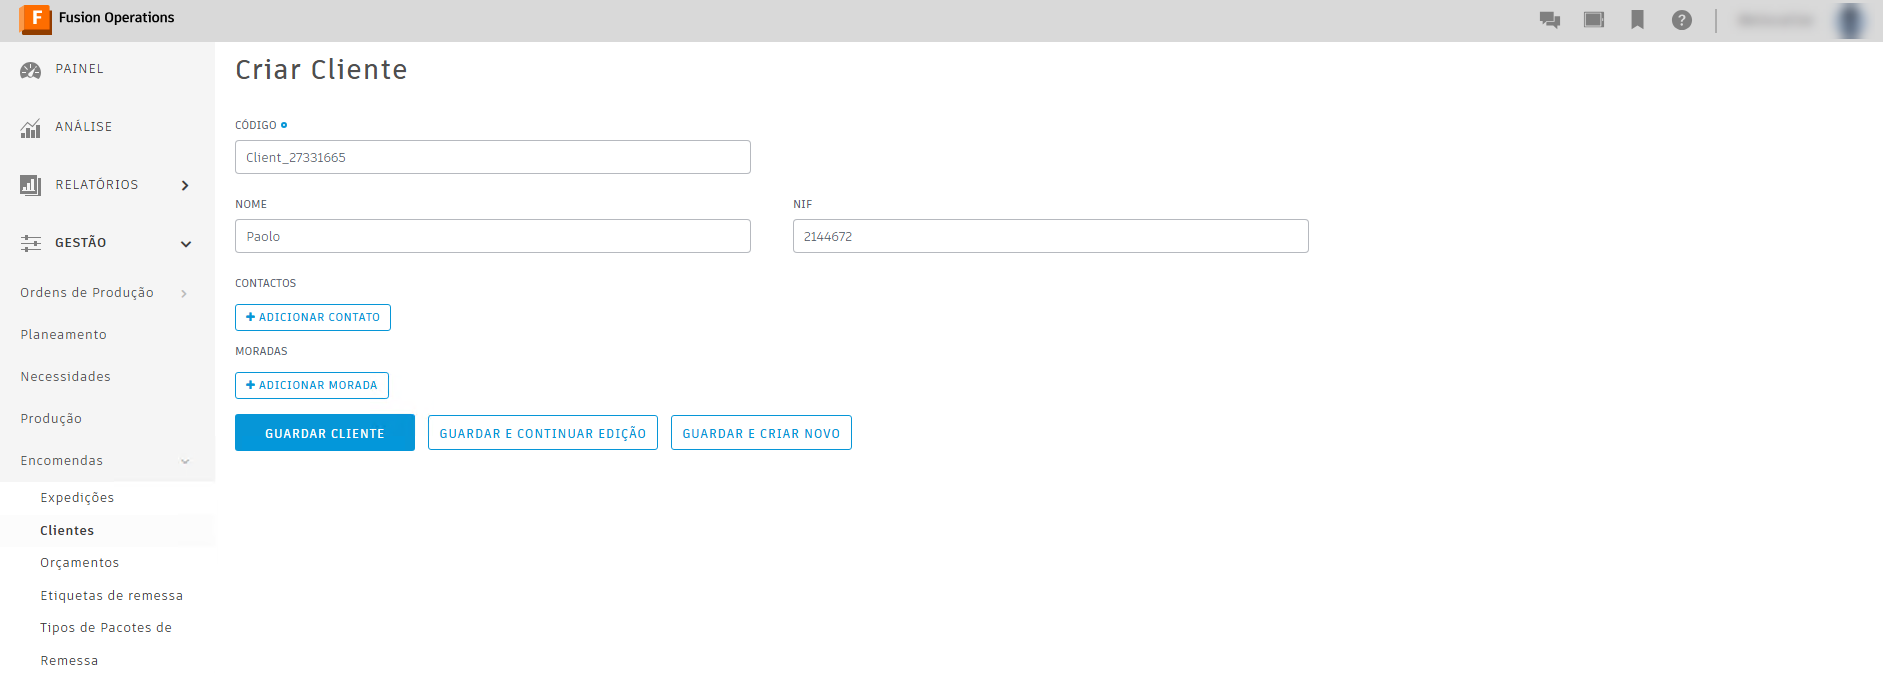 F Fusion Operations
PAINEL
ANÁLISE
RELATÓRIOS
GESTÃO
Ordens de Produção
Planeamento
Necessidades
Produção
Encomendas
Expedições
Clientes
Orçamentos
Etiquetas de remessa
Tipos de Pacotes de
Remessa
Criar Cliente
CÓDIGO
Client_27331665
NOME
Paolo
NIF
2144672
CONTACTOS
+ ADICIONAR CONTATO
MORADAS
+ ADICIONAR MORADA
GUARDAR CLIENTE
GUARDAR E CONTINUAR EDIÇÃO
GUARDAR E CRIAR NOVO